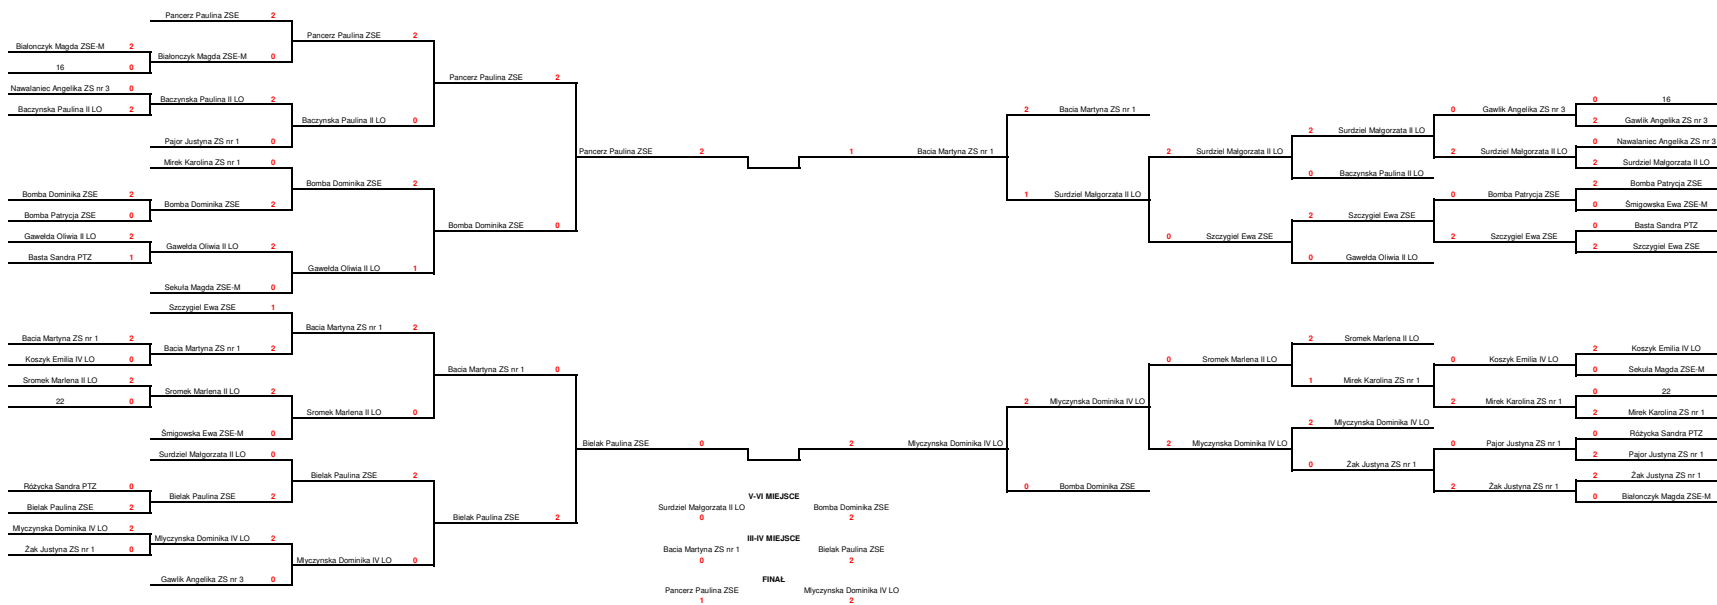 Pancerz Paulina ZSE 2
Białonczyk Magda ZSE-M 2
16 0
Białonczyk Magda ZSE-M 0
Pancerz Paulina ZSE 2
Nawalaniec Angelika ZS nr 3 0
Baczynska Paulina II LO 2
Baczynska Paulina II LO 2
Pajor Justyna ZS nr 1 0
Baczynska Paulina II LO 0
Pancerz Paulina ZSE 2
Mirek Karolina ZS nr 1 0
Bomba Dominika ZSE 2
Bomba Patrycja ZSE 0
Bomba Dominika ZSE 2
Bomba Dominika ZSE 2
Gawełda Oliwia II LO 2
Basta Sandra PTZ 1
Gawełda Oliwia II LO 2
Sekuła Magda ZSE-M 0
Gawełda Oliwia II LO 1
Bomba Dominika ZSE 0
Pancerz Paulina ZSE 2
Szczygiel Ewa ZSE 1
Bacia Martyna ZS nr 1 2
Koszyk Emilia IV LO 0
Bacia Martyna ZS nr 1 2
Bacia Martyna ZS nr 1 2
Sromek Marlena II LO 2
22 0
Sromek Marlena II LO 2
Śmigowska Ewa ZSE-M 0
Sromek Marlena II LO 0
Bacia Martyna ZS nr 1 0
Surdziel Małgorzata II LO 0
Różycka Sandra PTZ 0
Bielak Paulina ZSE 2
Bielak Paulina ZSE 2
Bielak Paulina ZSE 2
Mlyczynska Dominika IV LO 2
Żak Justyna ZS nr 1 0
Mlyczynska Dominika IV LO 2
Gawlik Angelika ZS nr 3 0
Mlyczynska Dominika IV LO 0
Bielak Paulina ZSE 2
Bielak Paulina ZSE 0
1 Bacia Martyna ZS nr 1
2 Bacia Martyna ZS nr 1
1 Surdziel Małgorzata II LO
2 Surdziel Małgorzata II LO
0 Szczygiel Ewa ZSE
2 Surdziel Małgorzata II LO
0 Baczynska Paulina II LO
2 Szczygiel Ewa ZSE
0 Gawełda Oliwia II LO
0 Gawlik Angelika ZS nr 3
2 Surdziel Małgorzata II LO
0 Bomba Patrycja ZSE
2 Szczygiel Ewa ZSE
0 16
2 Gawlik Angelika ZS nr 3
0 Nawalaniec Angelika ZS nr 3
2 Surdziel Małgorzata II LO
2 Bomba Patrycja ZSE
0 Śmigowska Ewa ZSE-M
0 Basta Sandra PTZ
2 Szczygiel Ewa ZSE
2 Mlyczynska Dominika IV LO
2 Mlyczynska Dominika IV LO
0 Bomba Dominika ZSE
0 Sromek Marlena II LO
2 Mlyczynska Dominika IV LO
2 Sromek Marlena II LO
1 Mirek Karolina ZS nr 1
2 Mlyczynska Dominika IV LO
0 Żak Justyna ZS nr 1
0 Koszyk Emilia IV LO
2 Mirek Karolina ZS nr 1
0 Pajor Justyna ZS nr 1
2 Żak Justyna ZS nr 1
2 Koszyk Emilia IV LO
0 Sekuła Magda ZSE-M
0 22
2 Mirek Karolina ZS nr 1
0 Różycka Sandra PTZ
2 Pajor Justyna ZS nr 1
2 Żak Justyna ZS nr 1
0 Białonczyk Magda ZSE-M
V-VI MIEJSCE
Surdziel Małgorzata II LO Bomba Dominika ZSE
0 2
III-IV MIEJSCE
Bacia Martyna ZS nr 1 Bielak Paulina ZSE
0 2
FINAŁ
Pancerz Paulina ZSE Mlyczynska Dominika IV LO
1 2